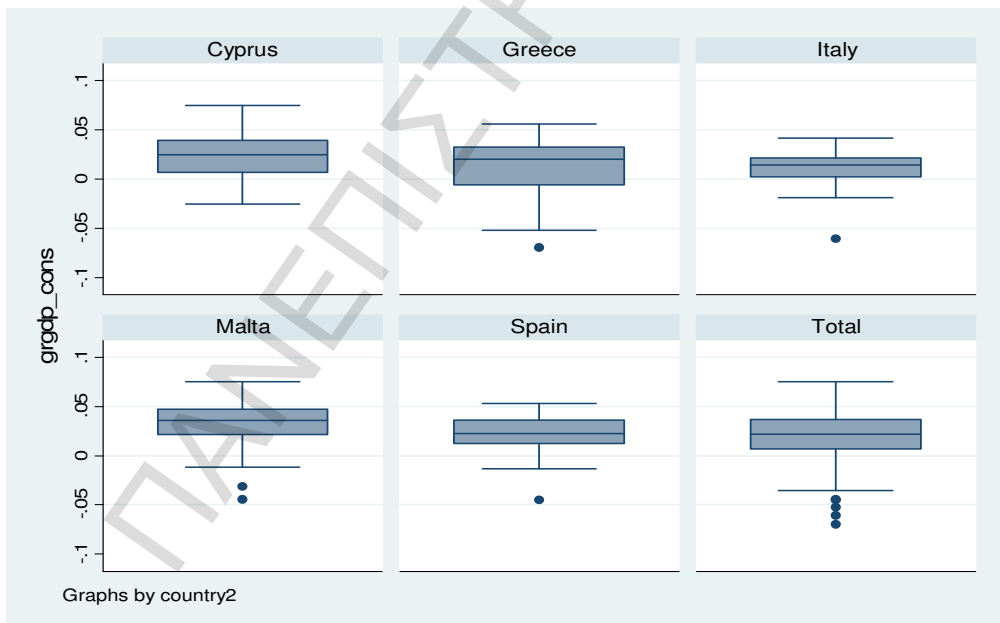 Cyprus Greece Italy
.1
.05
0
-.05
-.1
grgdp_cons
Malta Spain Total
.1
.05
0
-.05
-.1
Graphs by country2
ΠΑΝΕΠΙΣΤΗ